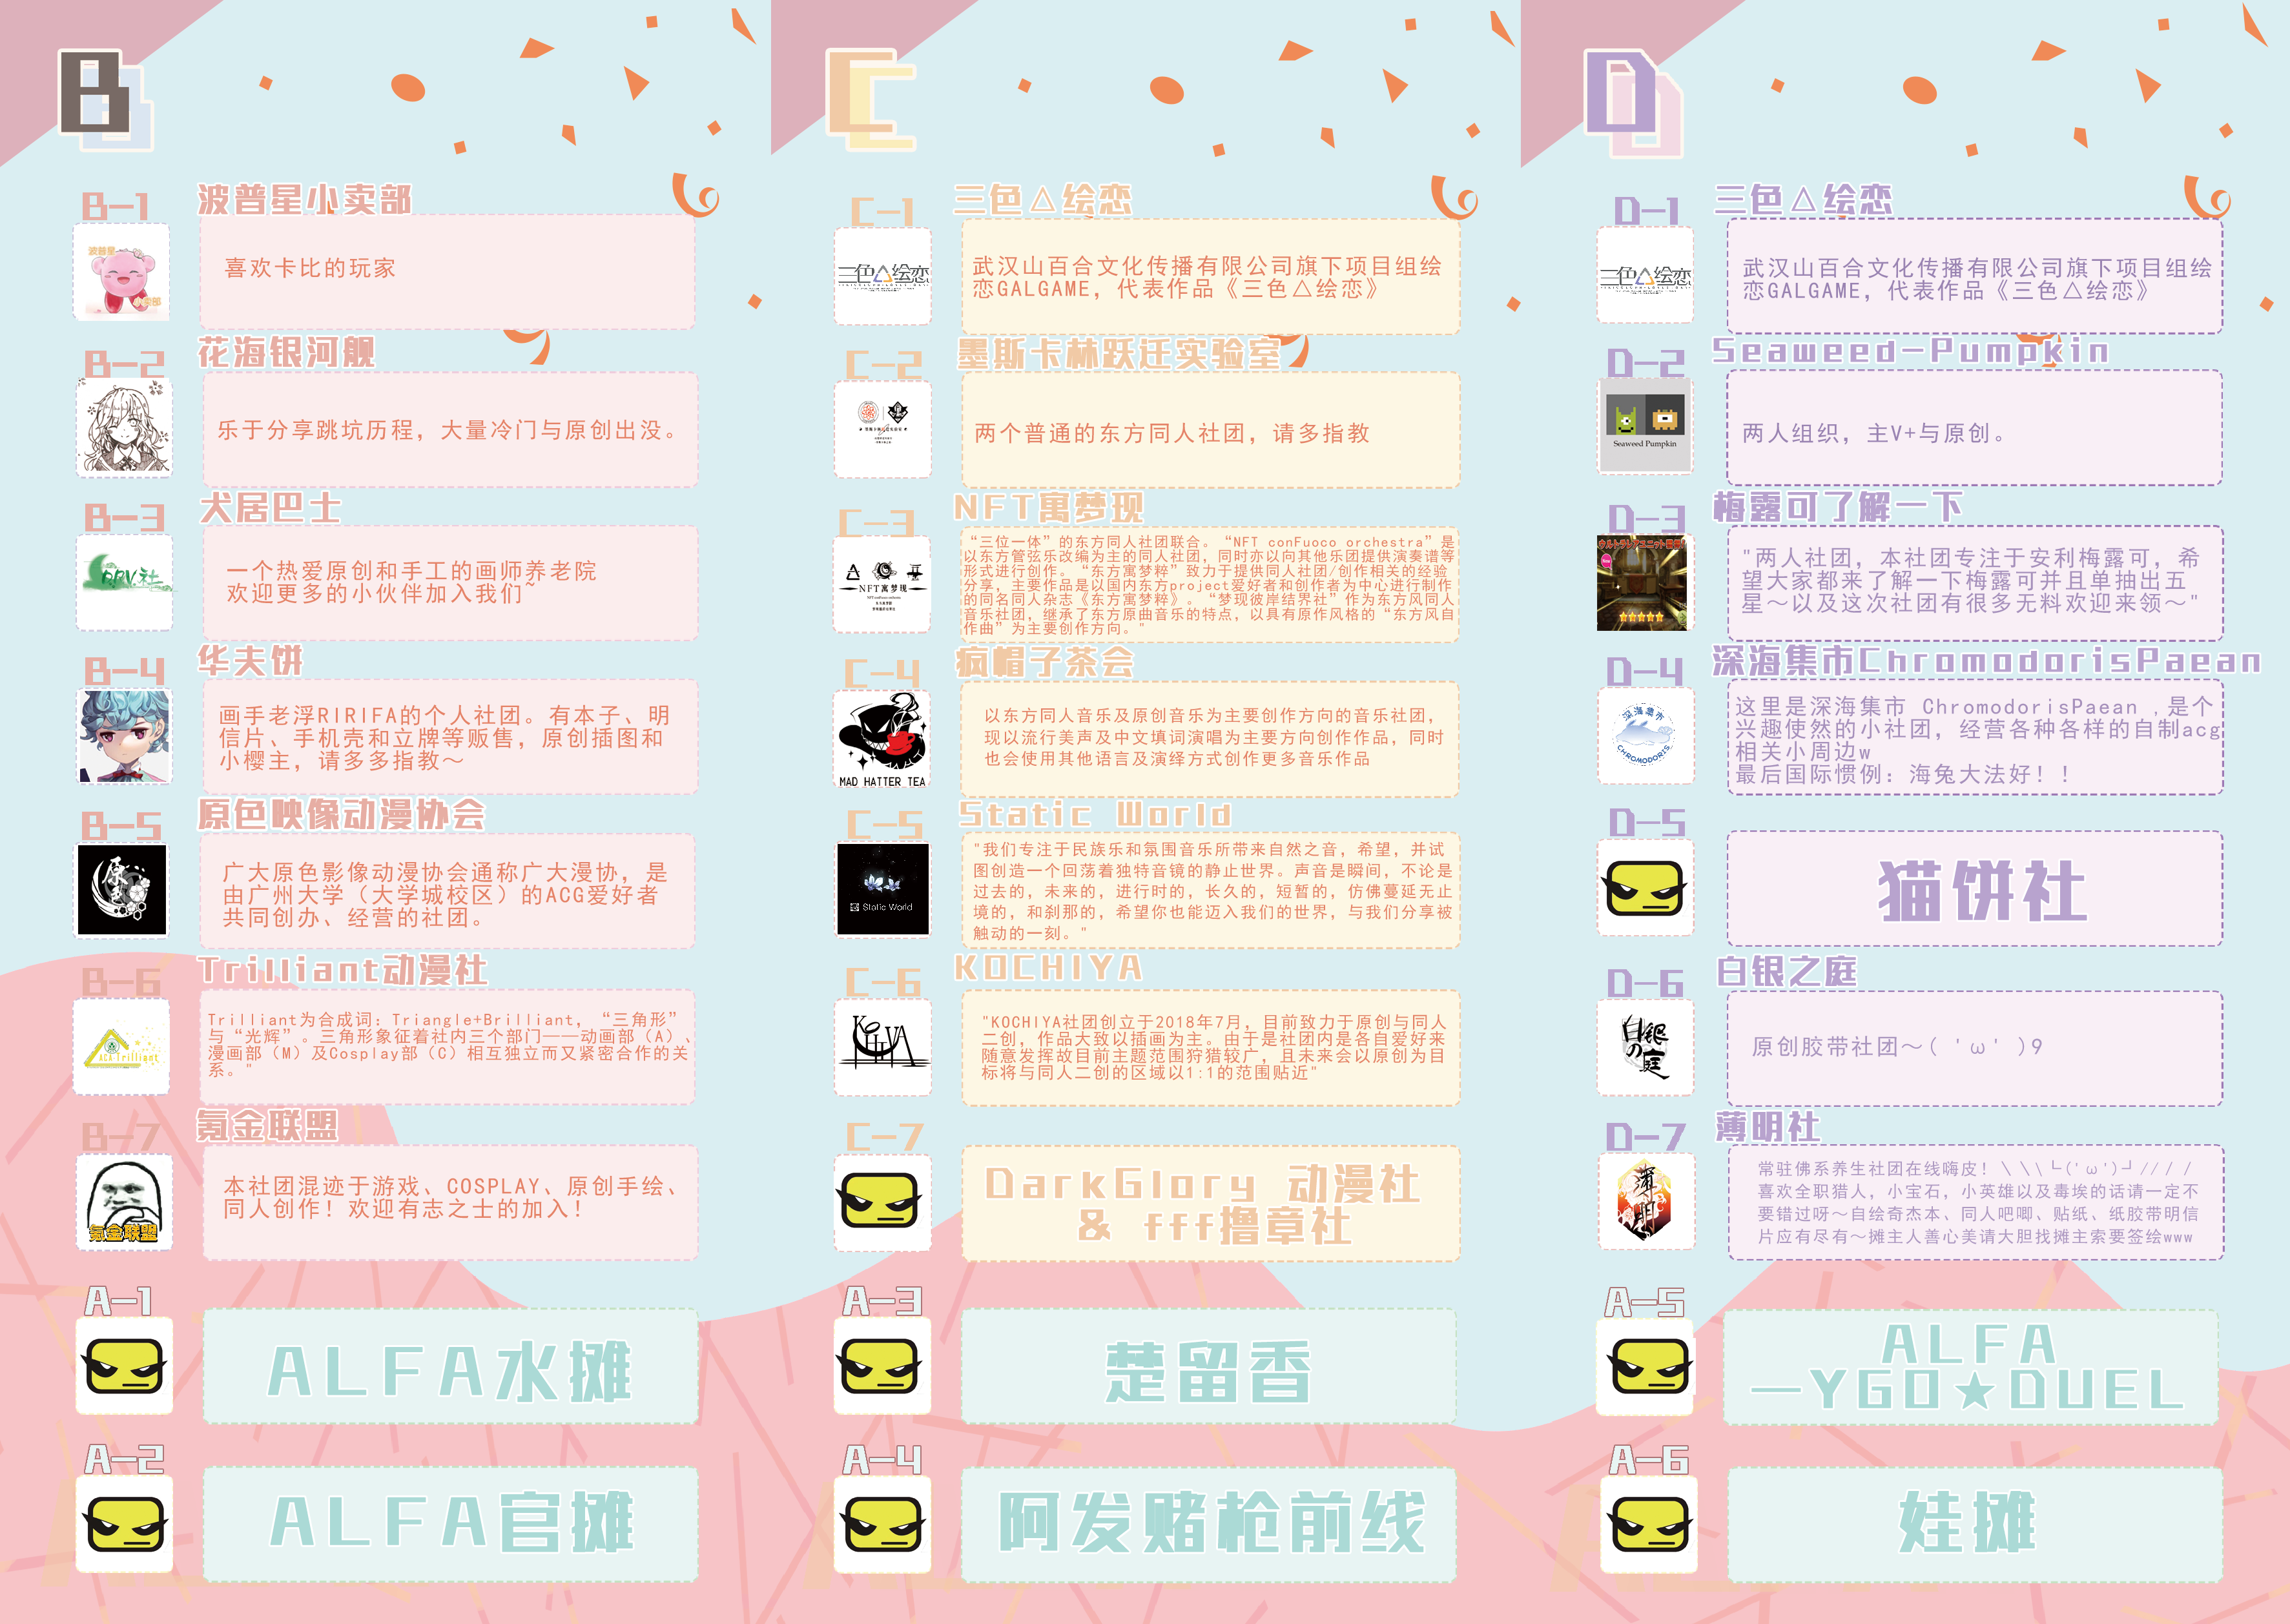 B
B-1
波普星小卖部
波普星
小卖部
喜欢卡比的玩家
B-2
花海银河舰
乐于分享跳坑历程，大量冷门与原创出没。
B-3
犬居巴士
一个热爱原创和手工的画师养老院
欢迎更多的小伙伴加入我们~
B-4
华夫饼
画手老浮RIRIFA的个人社团。有本子、明
信片、手机壳和立牌等贩售，原创插图和
小樱主，请多多指教～
B-5
原色映像动漫协会
广大原色影像动漫协会通称广大漫协，是
由广州大学（大学城校区）的ACG爱好者
共同创办、经营的社团。
B-6
Trilliant动漫社
ACA Trilliant
Trilliant为合成词：Triangle+Brilliant，“三角形”
与“光辉”。三角形象征着社内三个部门——动画部（A）、
漫画部（M）及Cosplay部（C）相互独立而又紧密合作的关
系。"
B-7
氪金联盟
氪金联盟
本社团混迹于游戏、COSPLAY、原创手绘、
同人创作！欢迎有志之士的加入！
A-1
ALFA水摊
A-2
ALFA官摊
C
C-1
三色△绘恋
三色△绘恋
武汉山百合文化传播有限公司旗下项目组绘
恋GALGAME，代表作品《三色△绘恋》
C-2
墨斯卡林跃迁实验室
两个普通的东方同人社团，请多指教
C-3
NFT寓梦现
NFT寓梦现
“三位一体”的东方同人社团联合。“NFT conFuoco orchestra”是
以东方管弦乐改编为主的同人社团，同时亦以向其他乐团提供演奏谱等
形式进行创作。“东方寓梦粹”致力于提供同人社团/创作相关的经验
分享，主要作品是以国内东方project爱好者和创作者为中心进行制作
的同名同人杂志《东方寓梦粹》。“梦现彼岸结界社”作为东方风同人
音乐社团，继承了东方原曲音乐的特点，以具有原作风格的“东方风自
作曲”为主要创作方向。"
C-4
疯帽子茶会
MAD HATTER TEA
以东方同人音乐及原创音乐为主要创作方向的音乐社团，
现以流行美声及中文填词演唱为主要方向创作作品，同时
也会使用其他语言及演绎方式创作更多音乐作品
C-5
Static World
Static World
"我们专注于民族乐和氛围音乐所带来自然之音，希望，并试
图创造一个回荡着独特音镜的静止世界。声音是瞬间，不论是
过去的，未来的，进行时的，长久的，短暂的，仿佛蔓延无止
境的，和刹那的，希望你也能迈入我们的世界，与我们分享被
触动的一刻。"
C-6
KOCHIYA
KOCHIYA
"KOCHIYA社团创立于2018年7月，目前致力于原创与同人
二创，作品大致以插画为主。由于是社团内是各自爱好来
随意发挥故目前主题范围狩猎较广，且未来会以原创为目
标将与同人二创的区域以1:1的范围贴近"
C-7
DarkGlory 动漫社
& fff撸章社
A-3
楚留香
A-4
阿发赌枪前线
D
D-1
三色△绘恋
三色△绘恋
武汉山百合文化传播有限公司旗下项目组绘
恋GALGAME，代表作品《三色△绘恋》
D-2
Seaweed-Pumpkin
Seaweed Pumpkin
两人组织，主V+与原创。
D-3
梅露可了解一下
"两人社团，本社团专注于安利梅露可，希
望大家都来了解一下梅露可并且单抽出五
星～以及这次社团有很多无料欢迎来领～"
D-4
深海集市ChromodorisPaean
深海集市
CHROMODORIS
这里是深海集市 ChromodorisPaean ，是个
兴趣使然的小社团，经营各种各样的自制acg
相关小周边w
最后国际惯例：海兔大法好！！
D-5
猫饼社
D-6
白银之庭
白银の庭
原创胶带社团～( 'ω' )9
D-7
薄明社
薄明
常驻佛系养生社团在线嗨皮！＼＼\└('ω')┘//／／
喜欢全职猎人，小宝石，小英雄以及毒埃的话请一定不
要错过呀～自绘奇杰本、同人吧唧、贴纸、纸胶带明信
片应有尽有～摊主人善心美请大胆找摊主索要签绘www
A-5
ALFA
—YGO★DUEL
A-6
娃摊